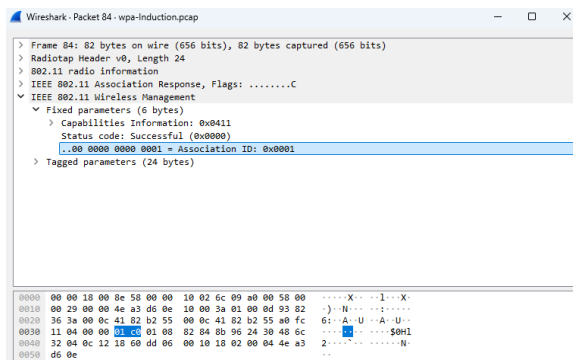 Wireshark · Packet 84 · wpa-Induction.pcap
Frame 84: 82 bytes on wire (656 bits), 82 bytes captured (656 bits)
Radiotap Header v0, Length 24
802.11 radio information
IEEE 802.11 Association Response, Flags: ........C
IEEE 802.11 Wireless Management
Fixed parameters (6 bytes)
Capabilities Information: 0x0411
Status code: Successful (0x0000)
..00 0000 0000 0001 = Association ID: 0x0001
Tagged parameters (24 bytes)
0000 00 00 18 00 8e 58 00 00 10 02 6c 09 a0 00 58 00 ·····X·· ··l···X·
0010 00 29 00 00 4e a3 d6 0e 10 00 3a 01 00 0d 93 82 ·)··N··· ··:·····
0020 36 3a 00 0c 41 82 b2 55 00 0c 41 82 b2 55 a0 fc 6:··A··U ··A··U··
0030 11 04 00 00 01 c0 01 08 82 84 8b 96 24 30 48 6c ········ ····$0Hl
0040 32 04 0c 12 18 60 dd 06 00 10 18 02 00 04 4e a3 2····`·· ······N·
0050 d6 0e ··